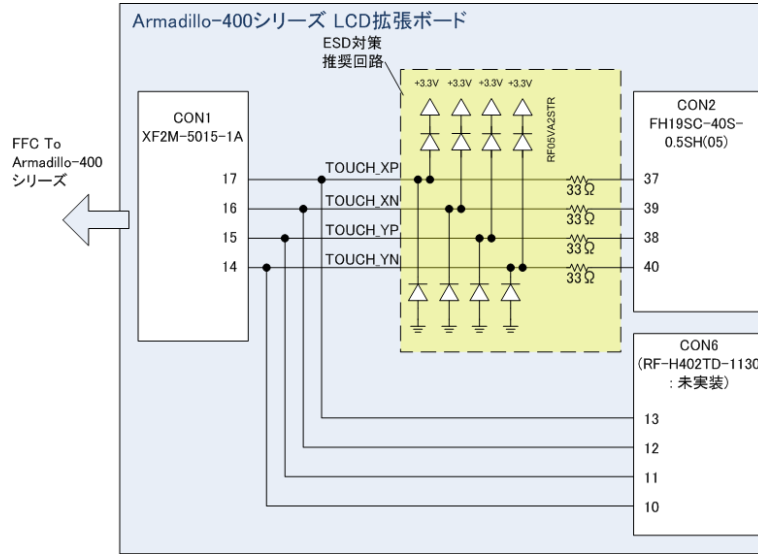 Armadillo-400シリーズ LCD拡張ボード
ESD対策
推奨回路
+3.3V +3.3V +3.3V +3.3V
RF05VA2STR
CON1
XF2M-5015-1A
CON2
FH19SC-40S-
0.5SH(05)
FFC To
Armadillo-400
シリーズ
17 TOUCH_XP 33Ω 37
16 TOUCH_XN 33Ω 39
15 TOUCH_YP 33Ω 38
14 TOUCH_YN 33Ω 40
CON6
(RF-H402TD-1130
: 未実装)
13
12
11
10